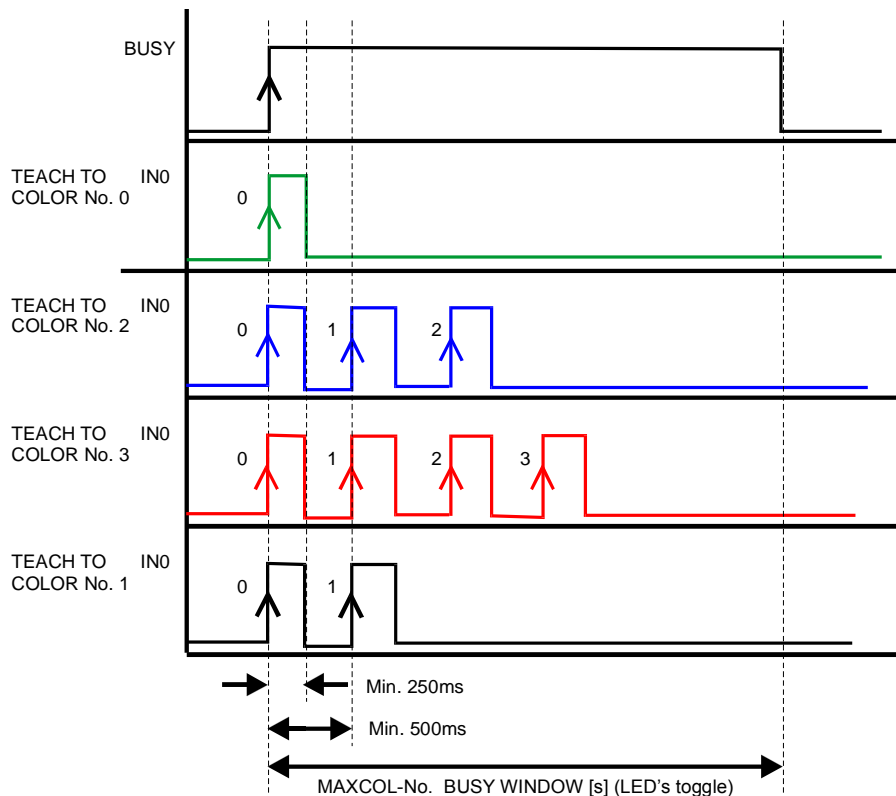 BUSY
TEACH TO IN0
COLOR No. 0 0
TEACH TO IN0
COLOR No. 2 0 1 2
TEACH TO IN0
COLOR No. 3 0 1 2 3
TEACH TO IN0
COLOR No. 1 0 1
Min. 250ms
Min. 500ms
MAXCOL-No. BUSY WINDOW [s] (LED's toggle)